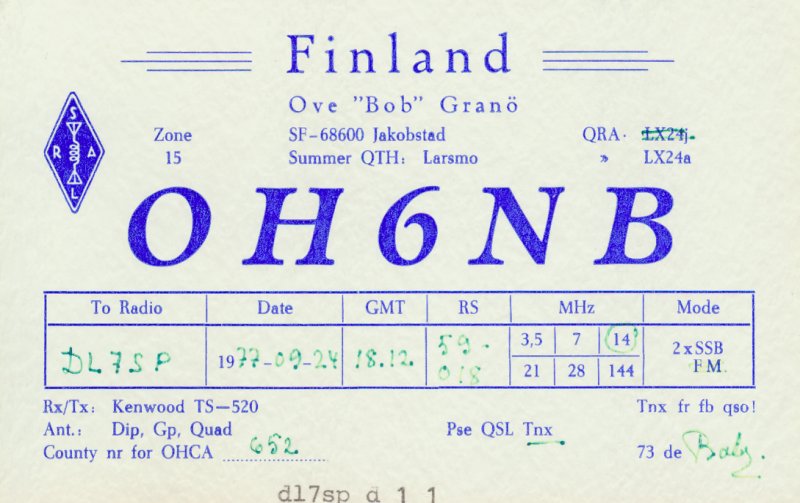 Finland
Ove "Bob" Granö
Zone SF-68600 Jakobstad QRA· LX24j
15 Summer QTH: Larsmo » LX24a
S R A L
OH6NB
To Radio Date GMT RS MHz Mode
DL7SP 1977-09-24 18.12. 59. 3,5 7 14 2xSSB
018 21 28 144 FM
Rx/Tx: Kenwood TS—520 Tnx fr fb qso!
Ant.: Dip, Gp, Quad Pse QSL Tnx
County nr for OHCA 652 73 de Bob.
dl7sp d 1 1